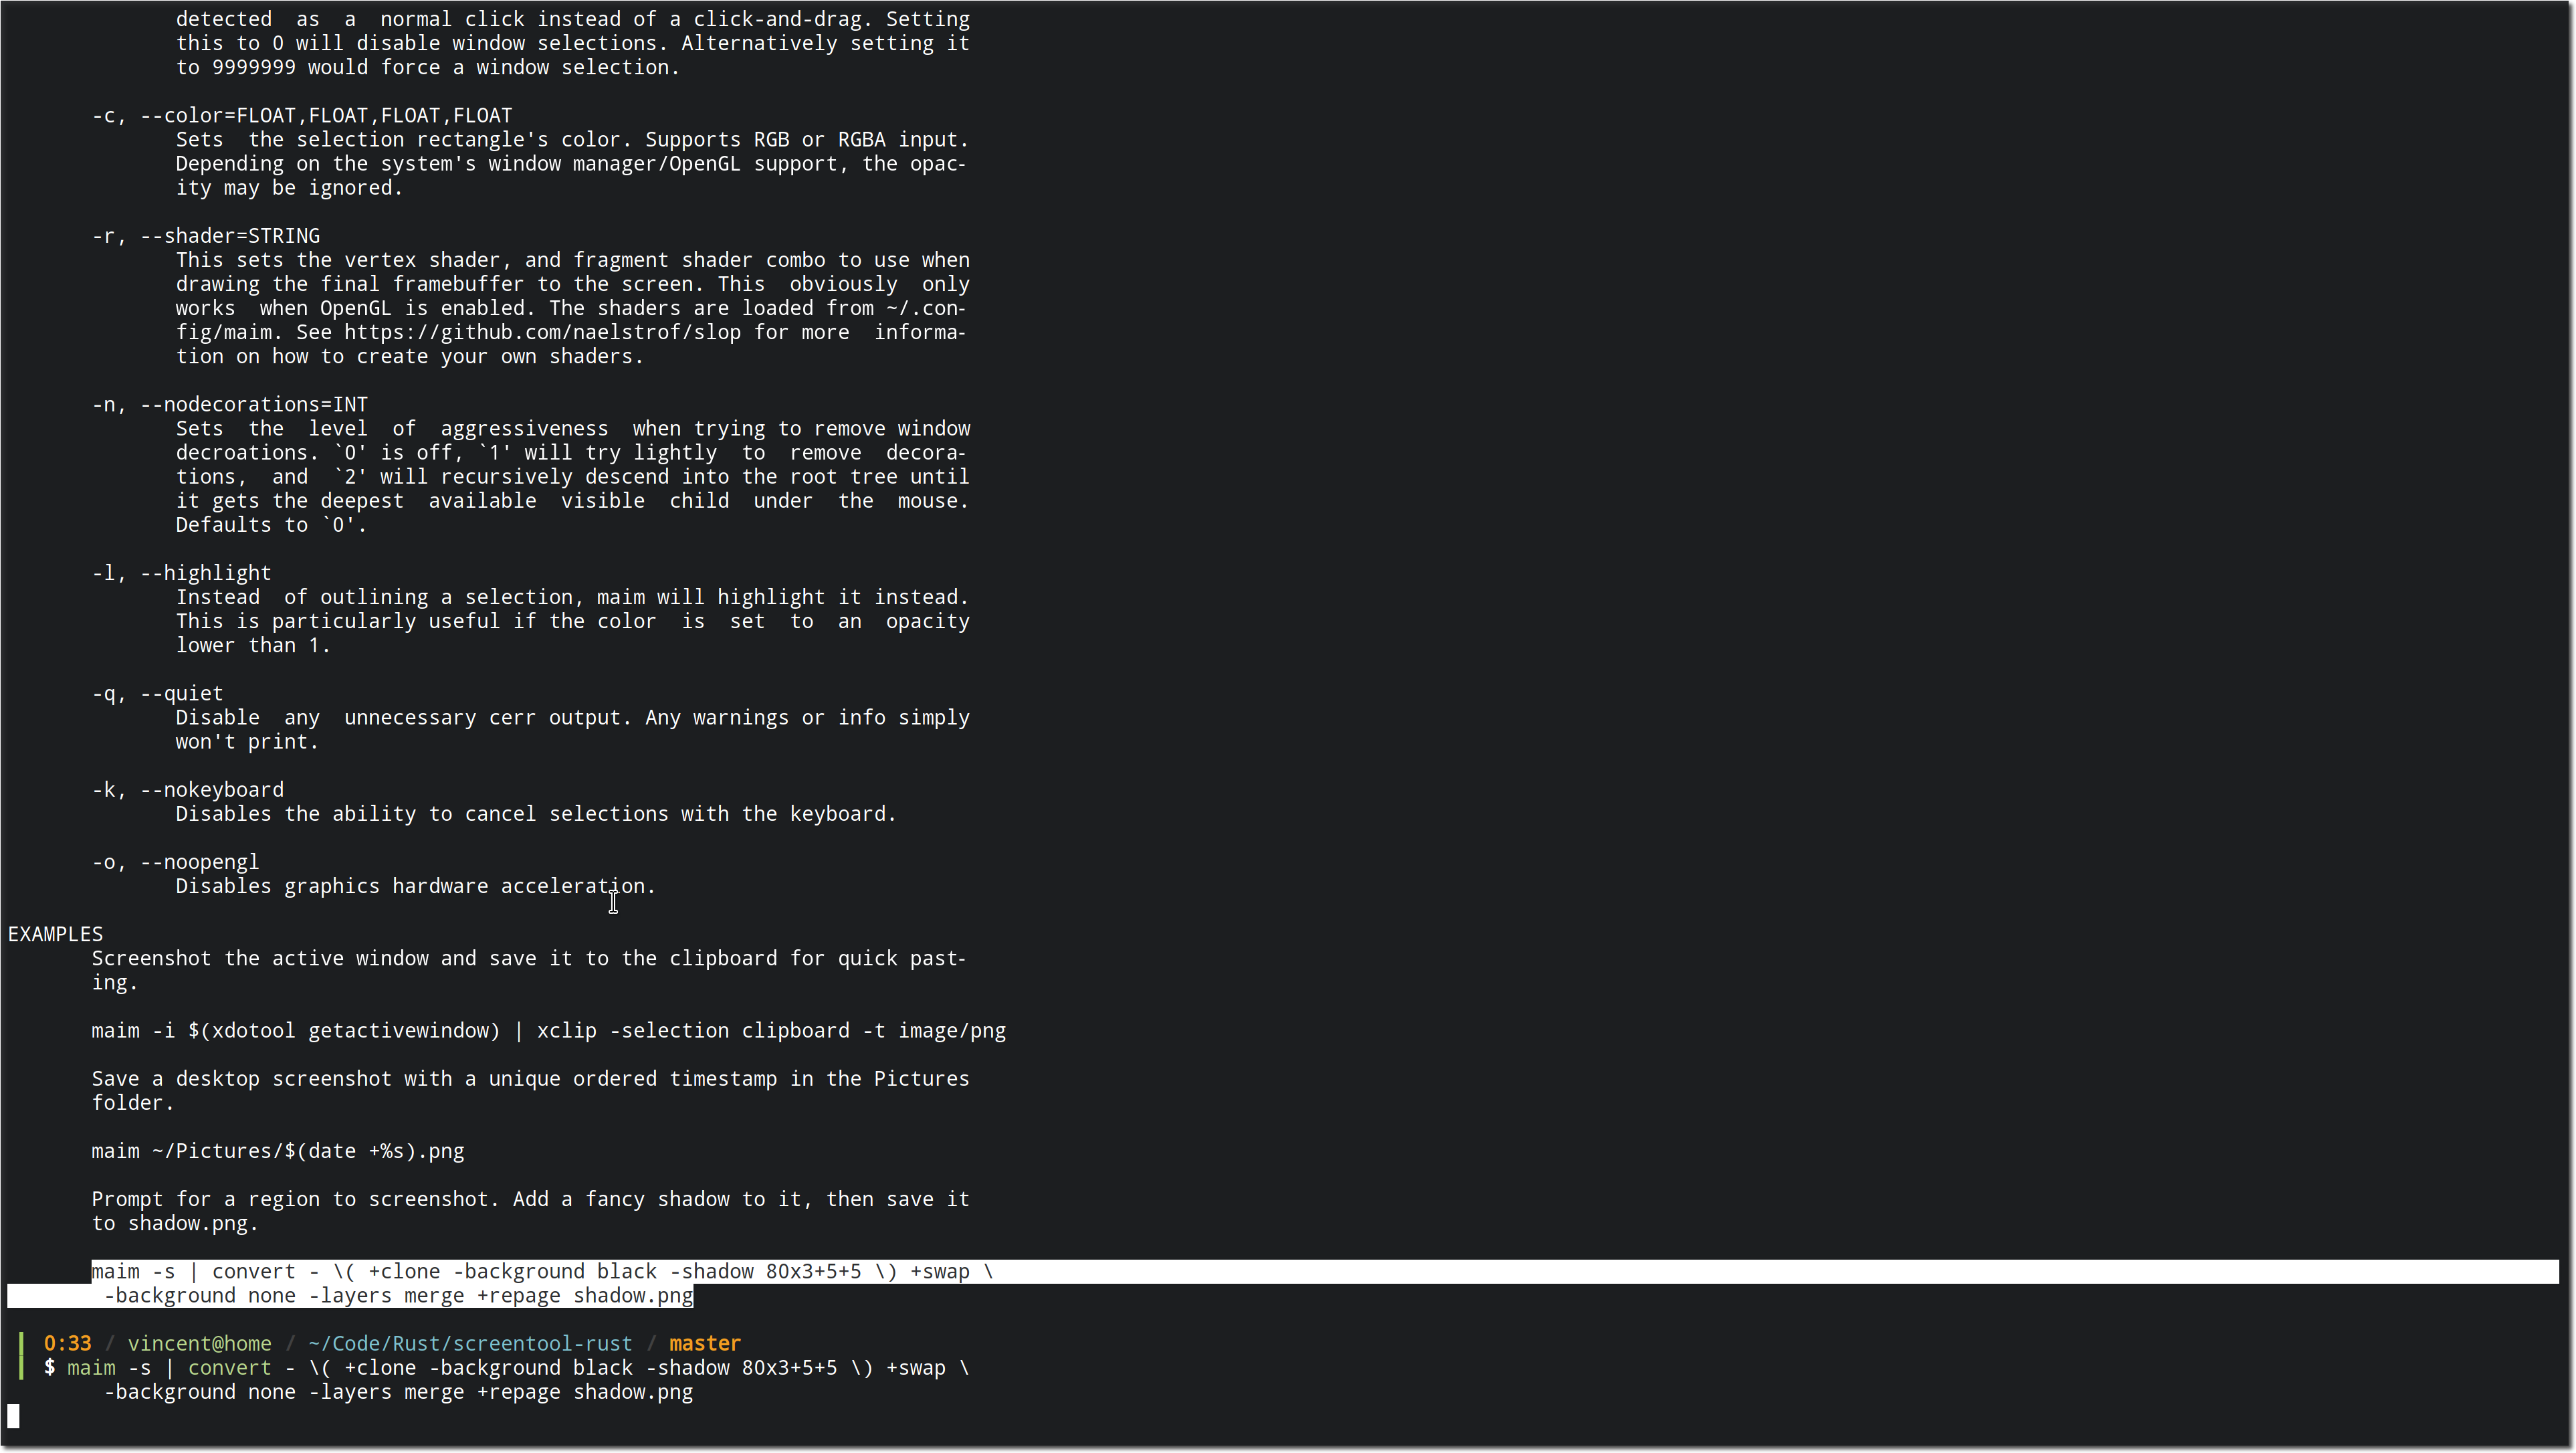 detected  as  a  normal click instead of a click-and-drag. Setting
this to 0 will disable window selections. Alternatively setting it
to 9999999 would force a window selection.
-c, --color=FLOAT,FLOAT,FLOAT,FLOAT
Sets  the selection rectangle's color. Supports RGB or RGBA input.
Depending on the system's window manager/OpenGL support, the opac-
ity may be ignored.
-r, --shader=STRING
This sets the vertex shader, and fragment shader combo to use when
drawing the final framebuffer to the screen. This  obviously  only
works  when OpenGL is enabled. The shaders are loaded from ~/.con-
fig/maim. See https://github.com/naelstrof/slop for more  informa-
tion on how to create your own shaders.
-n, --nodecorations=INT
Sets  the  level  of  aggressiveness  when trying to remove window
decroations. `0' is off, `1' will try lightly  to  remove  decora-
tions,  and  `2' will recursively descend into the root tree until
it gets the deepest  available  visible  child  under  the  mouse.
Defaults to `0'.
-l, --highlight
Instead  of outlining a selection, maim will highlight it instead.
This is particularly useful if the color  is  set  to  an  opacity
lower than 1.
-q, --quiet
Disable  any  unnecessary cerr output. Any warnings or info simply
won't print.
-k, --nokeyboard
Disables the ability to cancel selections with the keyboard.
-o, --noopengl
Disables graphics hardware acceleration.
EXAMPLES
Screenshot the active window and save it to the clipboard for quick past-
ing.
maim -i $(xdotool getactivewindow) | xclip -selection clipboard -t image/png
Save a desktop screenshot with a unique ordered timestamp in the Pictures
folder.
maim ~/Pictures/$(date +%s).png
Prompt for a region to screenshot. Add a fancy shadow to it, then save it
to shadow.png.
maim -s | convert - \( +clone -background black -shadow 80x3+5+5 \) +swap \
-background none -layers merge +repage shadow.png
0:33 / vincent@home / ~/Code/Rust/screentool-rust / master
$ maim -s | convert - \( +clone -background black -shadow 80x3+5+5 \) +swap \
-background none -layers merge +repage shadow.png